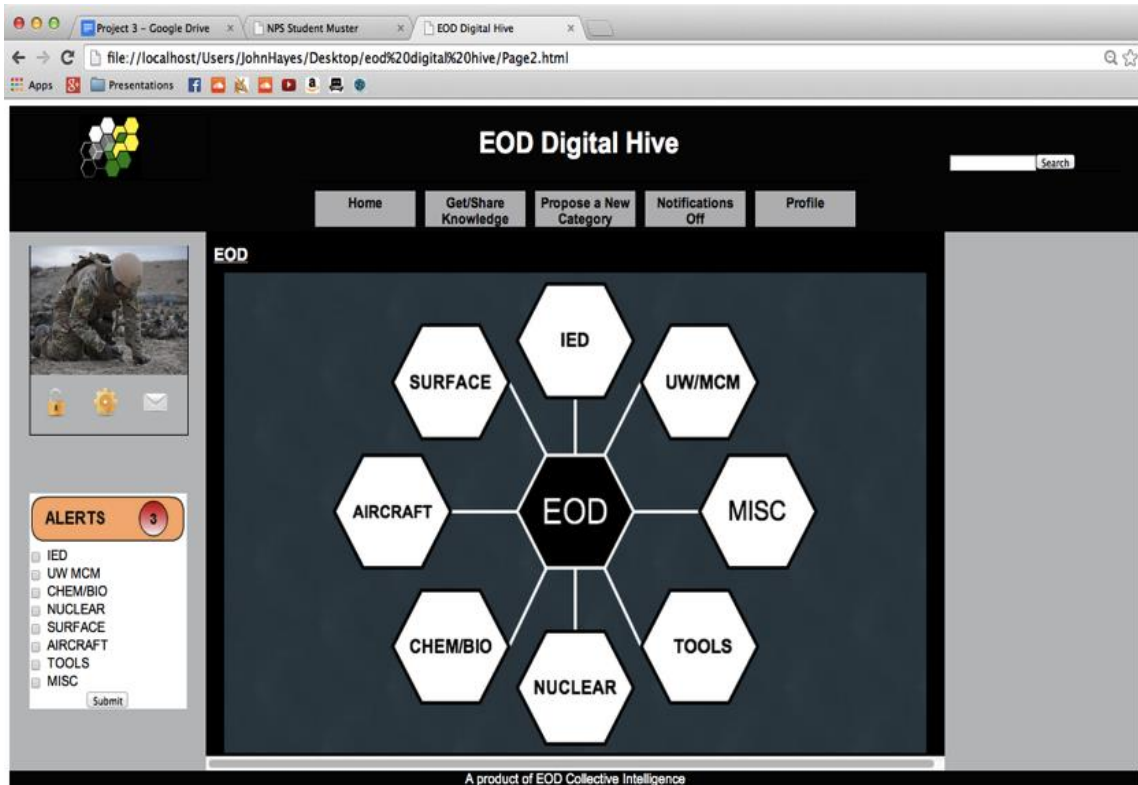 Project 3 – Google Drive
NPS Student Muster
EOD Digital Hive
file://localhost/Users/JohnHayes/Desktop/eod%20digital%20hive/Page2.html
Apps
Presentations
EOD Digital Hive
Search
Home
Get/Share
Knowledge
Propose a New
Category
Notifications
Off
Profile
EOD
IED
SURFACE
UW/MCM
AIRCRAFT
EOD
MISC
CHEM/BIO
TOOLS
NUCLEAR
ALERTS 3
IED
UW MCM
CHEM/BIO
NUCLEAR
SURFACE
AIRCRAFT
TOOLS
MISC
Submit
A product of EOD Collective Intelligence